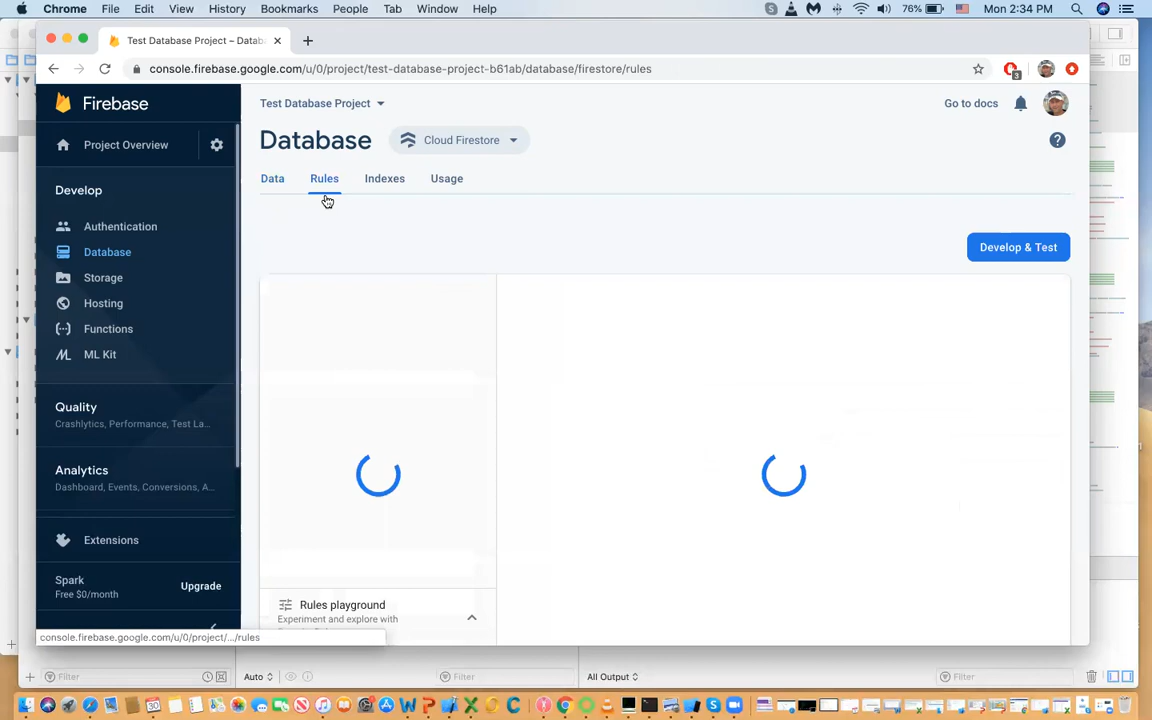 Chrome File Edit View History Bookmarks People Tab Window Help 76% Mon 2:34 PM
Test Database Project – Datab
console.firebase.google.com/u/0/project/test-database-project-b61ab/database/firestore/rules
3
Firebase
Test Database Project
Go to docs
Project Overview
Database
Cloud Firestore
Data Rules Indexes Usage
Develop
Authentication
Database
Storage
Hosting
Functions
ML Kit
Develop & Test
Quality
Crashlytics, Performance, Test La...
Analytics
Dashboard, Events, Conversions, A...
Extensions
Spark
Free $0/month
Upgrade
Rules playground
Experiment and explore with
console.firebase.google.com/u/0/project/.../rules
Filter Auto Filter All Output Filter